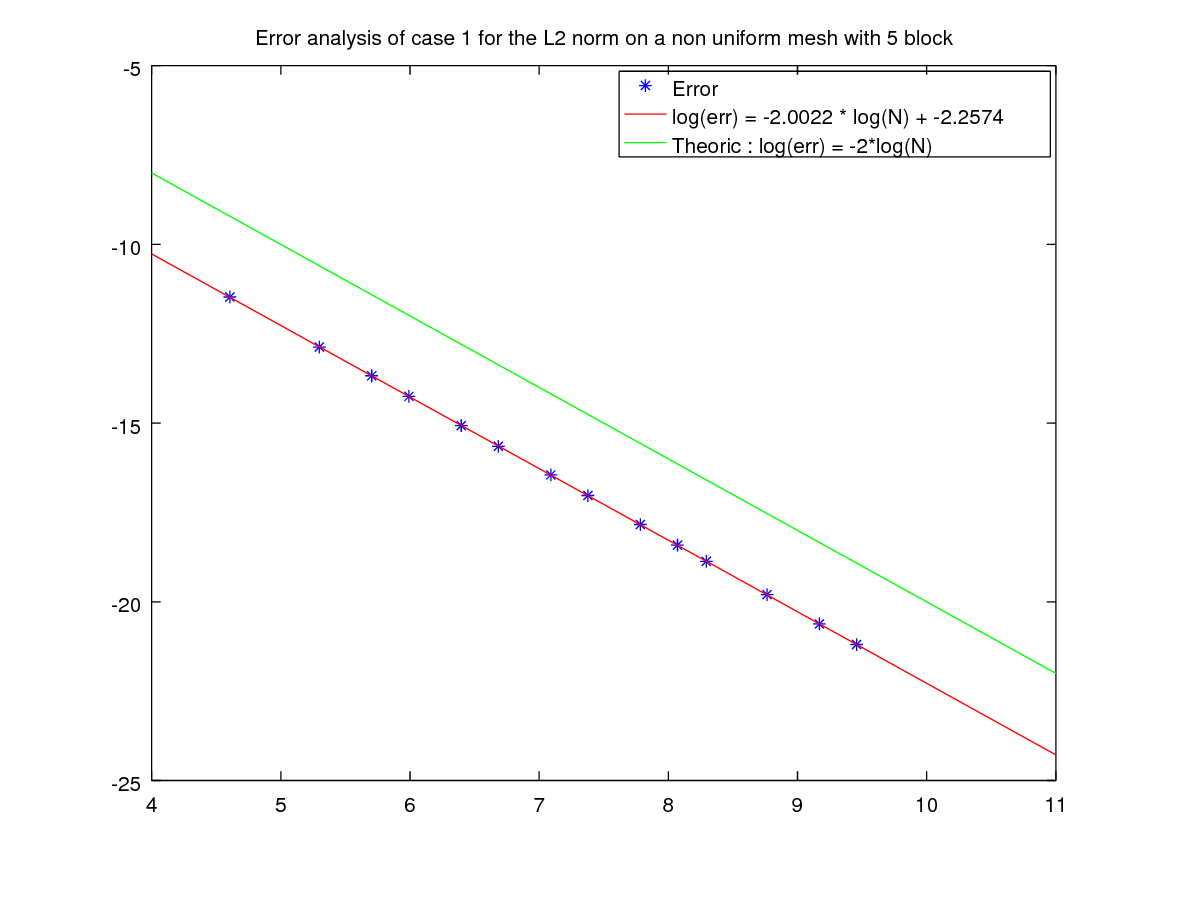 Error analysis of case 1 for the L2 norm on a non uniform mesh with 5 block
-5
Error
log(err) = -2.0022 * log(N) + -2.2574
Theoric : log(err) = -2*log(N)
-10
-15
-20
-25
4 5 6 7 8 9 10 11